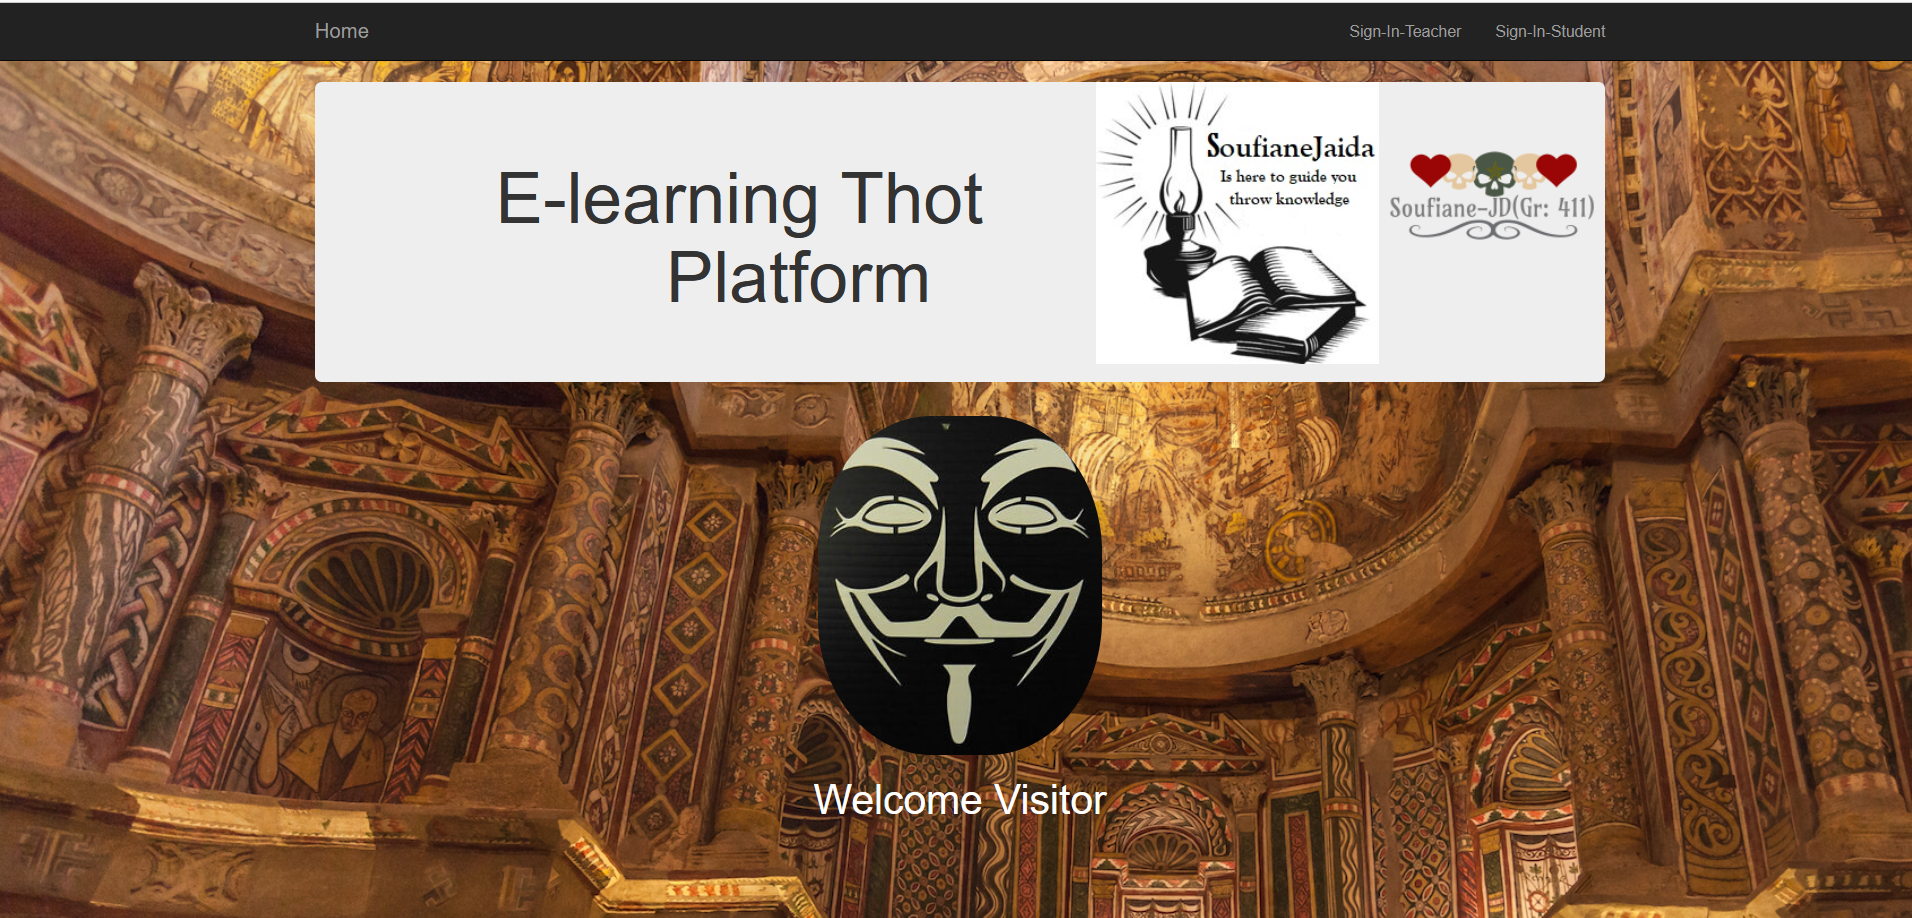 Home
Sign-In-Teacher
Sign-In-Student
E-learning Thot
Platform
SoufianeJaida
Is here to guide you
throw knowledge
Soufiane-JD(Gr: 411)
Welcome Visitor